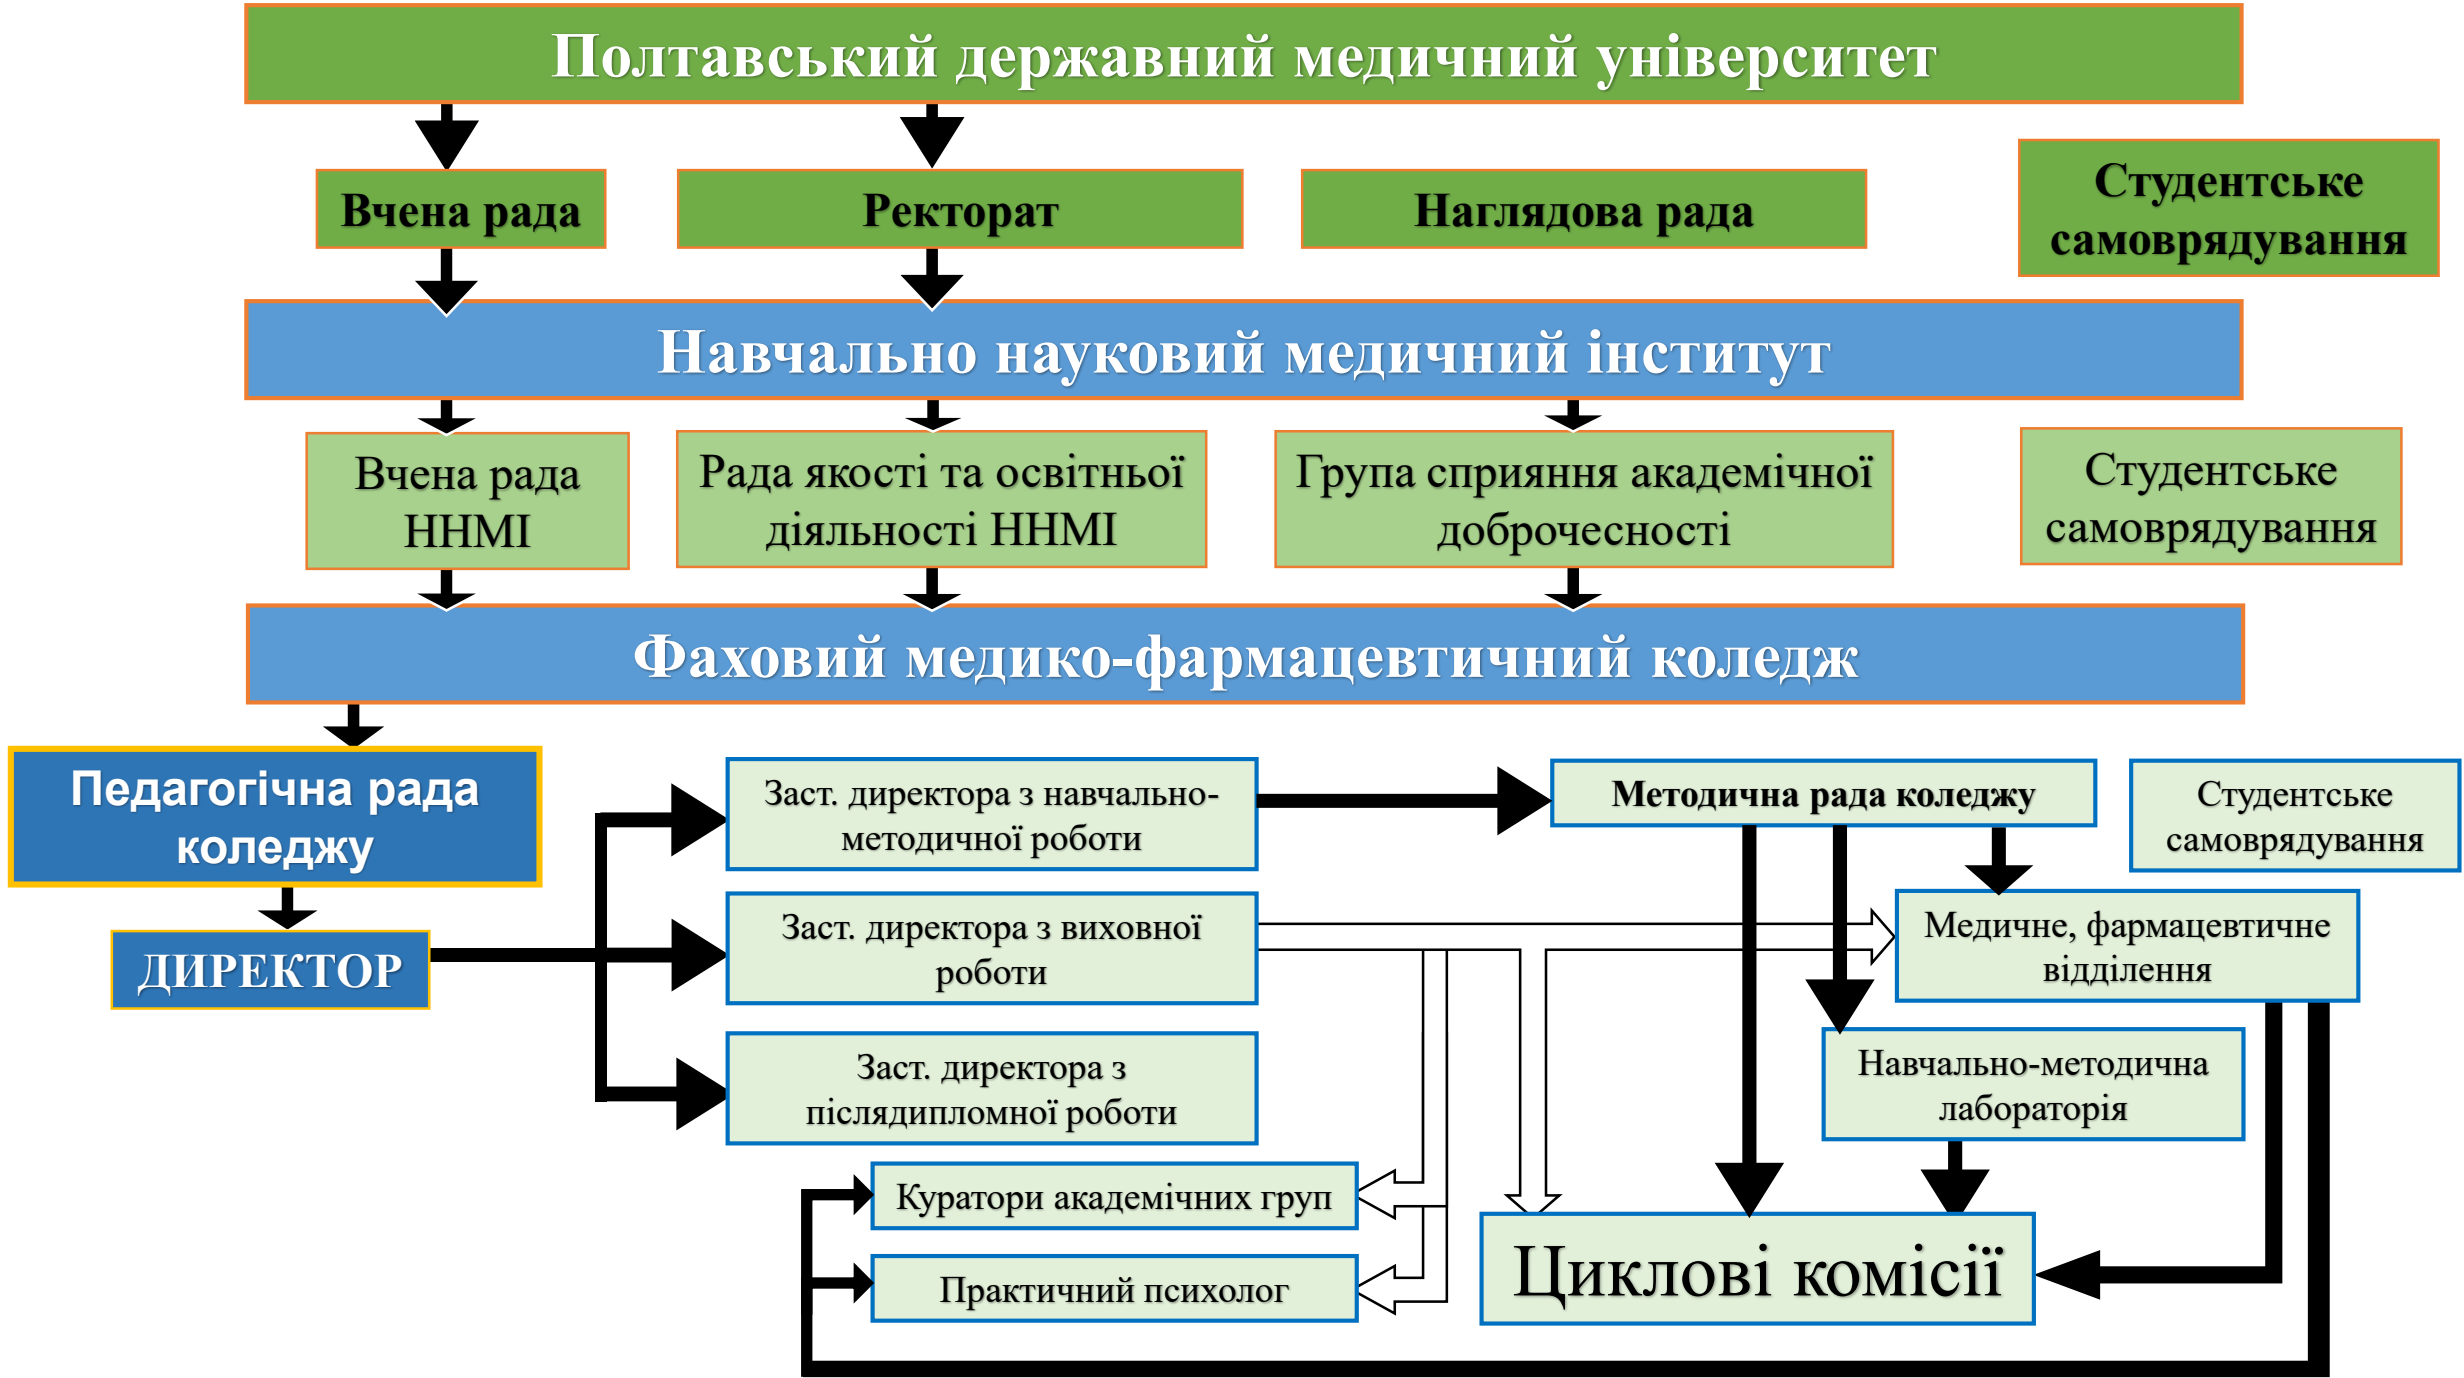 Полтавський державний медичний університет
Вчена рада
Ректорат
Наглядова рада
Студентське
самоврядування
Навчально науковий медичний інститут
Вчена рада
ННМІ
Рада якості та освітньої
діяльності ННМІ
Група сприяння академічної
доброчесності
Студентське
самоврядування
Фаховий медико-фармацевтичний коледж
Педагогічна рада
коледжу
ДИРЕКТОР
Заст. директора з навчально-
методичної роботи
Заст. директора з виховної
роботи
Заст. директора з
післядипломної роботи
Куратори академічних груп
Практичний психолог
Методична рада коледжу
Студентське
самоврядування
Медичне, фармацевтичне
відділення
Навчально-методична
лабораторія
Циклові комісії